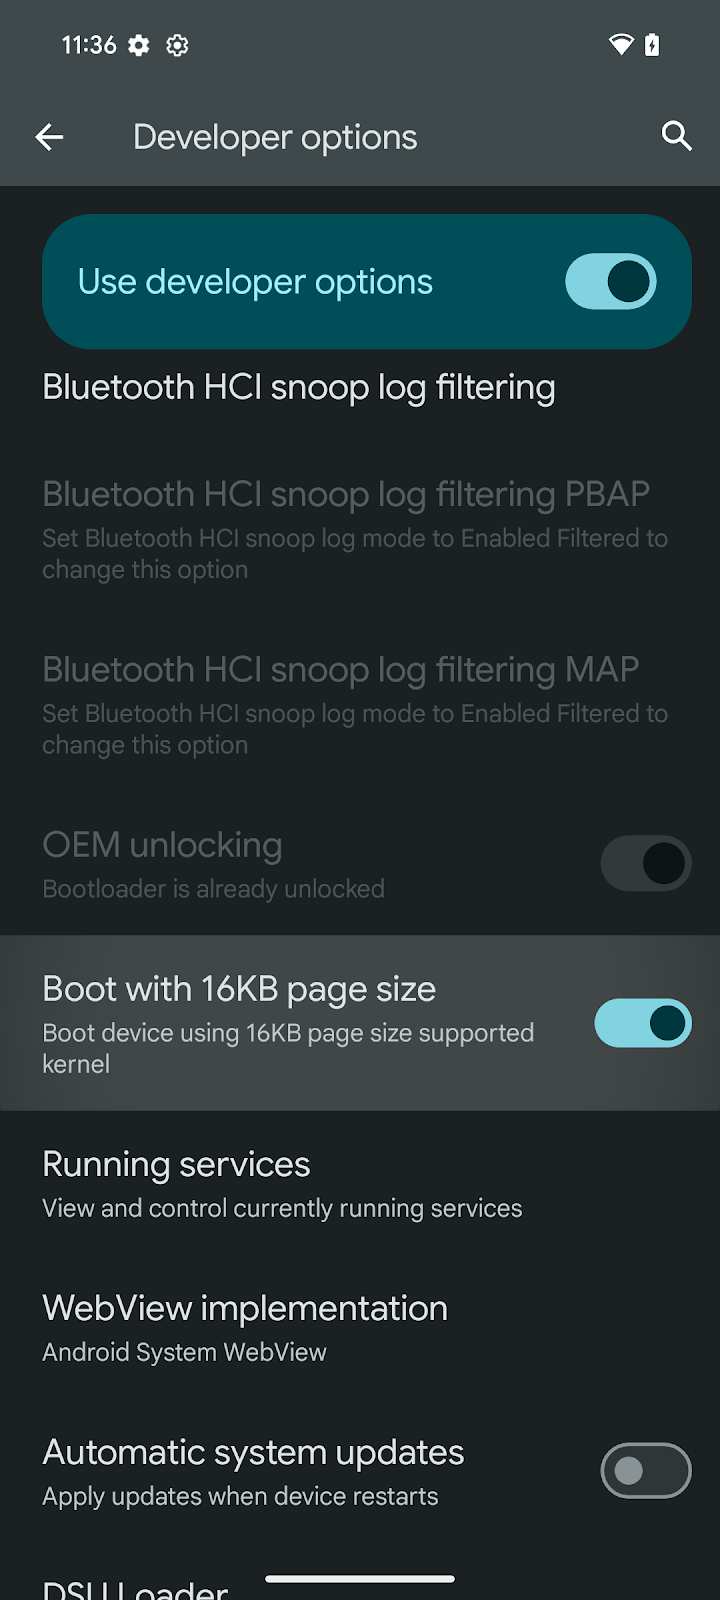 11:36
Developer options
Use developer options
Bluetooth HCI snoop log filtering
Bluetooth HCI snoop log filtering PBAP
Set Bluetooth HCI snoop log mode to Enabled Filtered to
change this option
Bluetooth HCI snoop log filtering MAP
Set Bluetooth HCI snoop log mode to Enabled Filtered to
change this option
OEM unlocking
Bootloader is already unlocked
Boot with 16KB page size
Boot device using 16KB page size supported
kernel
Running services
View and control currently running services
WebView implementation
Android System WebView
Automatic system updates
Apply updates when device restarts
DSU Loader